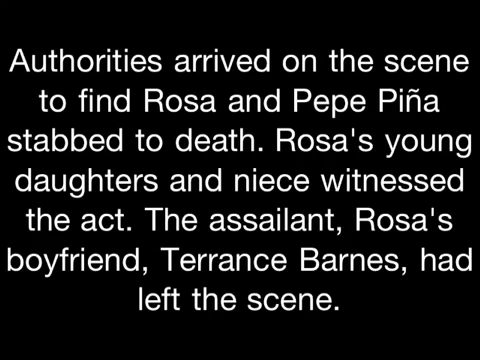 Authorities arrived on the scene
to find Rosa and Pepe Piña
stabbed to death. Rosa's young
daughters and niece witnessed
the act. The assailant, Rosa's
boyfriend, Terrance Barnes, had
left the scene.